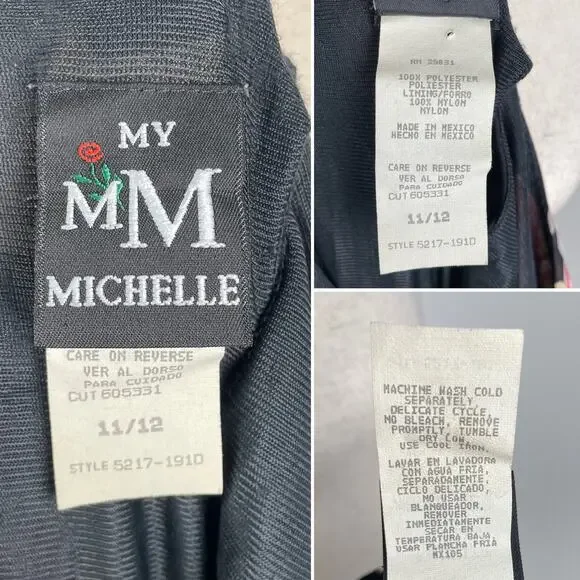 MY
MM
MICHELLE
CARE ON REVERSE
VER AL DORSO
PARA CUIDADO
CUT 605331
11/12
STYLE 5217-191D
RN 39831
100% POLYESTER
POLIESTER
LINING/FORRO
100% NYLON
NYLON
MADE IN MEXICO
HECHO EN MEXICO
CARE ON REVERSE
VER AL DORSO
PARA CUIDADO
CUT 605331
11/12
STYLE 5217-191D
MACHINE WASH COLD
SEPARATELY,
DELICATE CYCLE,
NO BLEACH, REMOVE
PROMPTLY, TUMBLE
DRY LOW,
USE COOL IRON.
LAVAR EN LAVADORA
CON AGUA FRIA,
SEPARADAMENTE,
CICLO DELICADO,
NO USAR
BLANQUEADOR,
REMOVER
INMEDIATAMENTE
SECAR EN
TEMPERATURA BAJA,
USAR PLANCHA FRIA
MX105